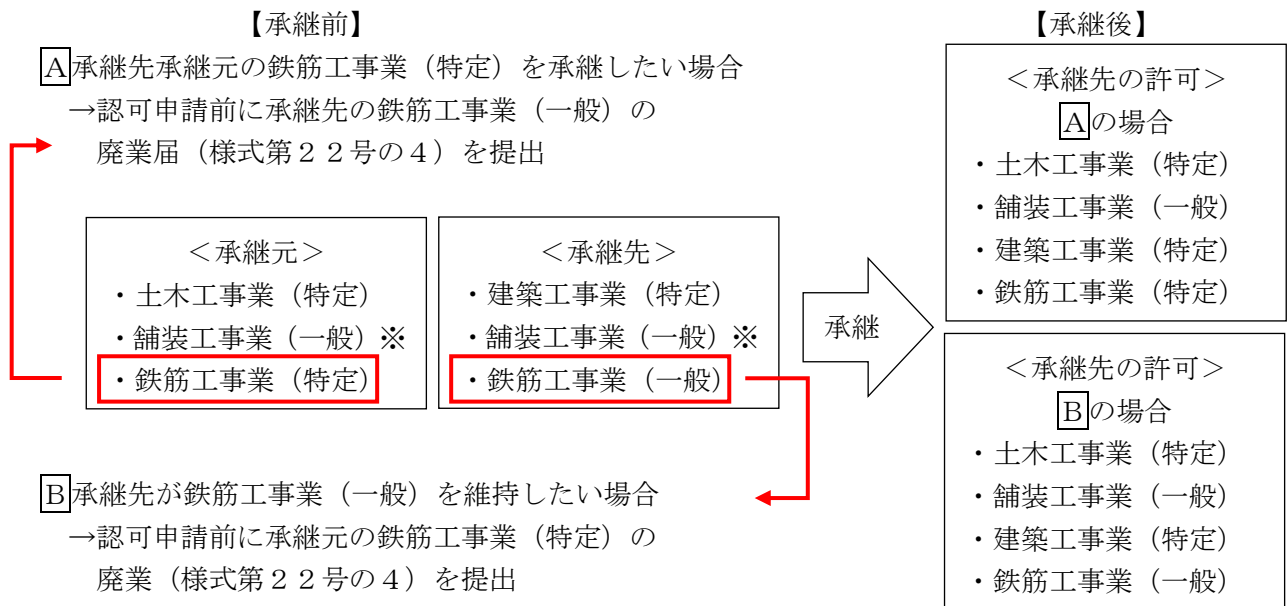 【承継前】
A承継先承継元の鉄筋工事業（特定）を承継したい場合
→認可申請前に承継先の鉄筋工事業（一般）の
廃業届（様式第２２号の４）を提出
＜承継元＞
・土木工事業（特定）
・舗装工事業（一般）※
・鉄筋工事業（特定）
＜承継先＞
・建築工事業（特定）
・舗装工事業（一般）※
・鉄筋工事業（一般）
B承継先が鉄筋工事業（一般）を維持したい場合
→認可申請前に承継元の鉄筋工事業（特定）の
廃業（様式第２２号の４）を提出
承継
【承継後】
＜承継先の許可＞
Aの場合
・土木工事業（特定）
・舗装工事業（一般）
・建築工事業（特定）
・鉄筋工事業（特定）
＜承継先の許可＞
Bの場合
・土木工事業（特定）
・舗装工事業（一般）
・建築工事業（特定）
・鉄筋工事業（一般）